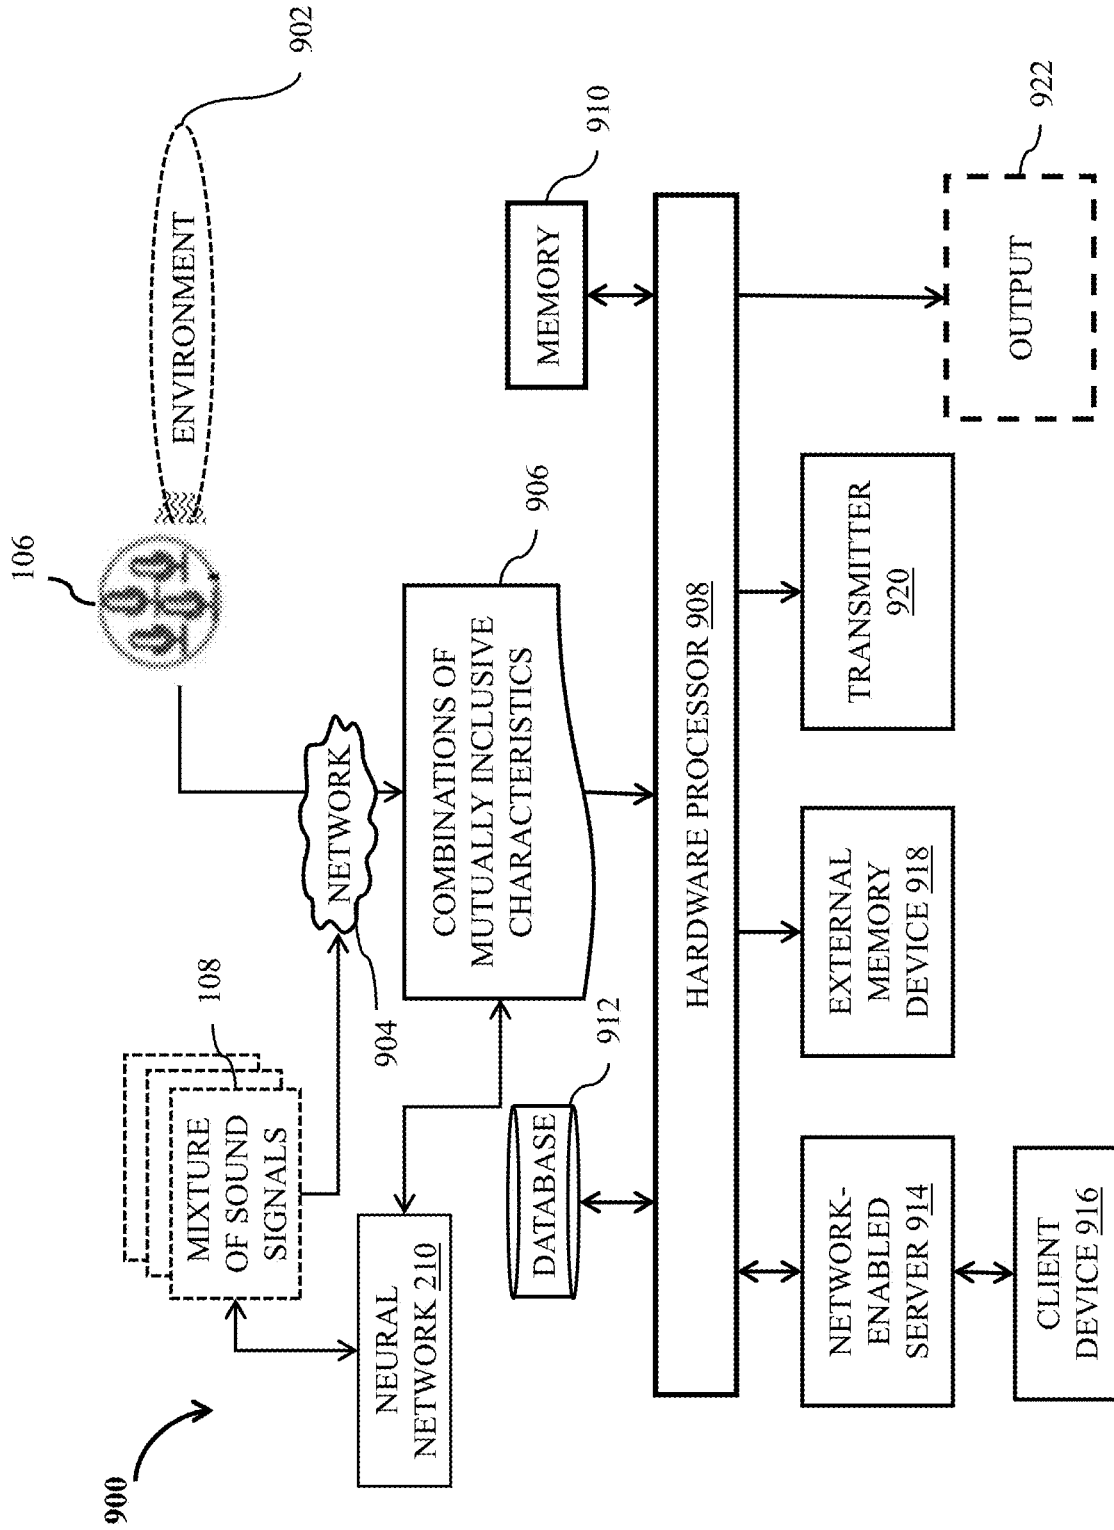 900
MIXTURE
OF SOUND
SIGNALS
108
106
ENVIRONMENT
902
NETWORK
904
NEURAL
NETWORK 210
COMBINATIONS OF
MUTUALLY INCLUSIVE
CHARACTERISTICS
906
DATABASE
912
MEMORY
910
HARDWARE PROCESSOR 908
NETWORK-
ENABLED
SERVER 914
EXTERNAL
MEMORY
DEVICE 918
TRANSMITTER
920
OUTPUT
922
CLIENT
DEVICE 916